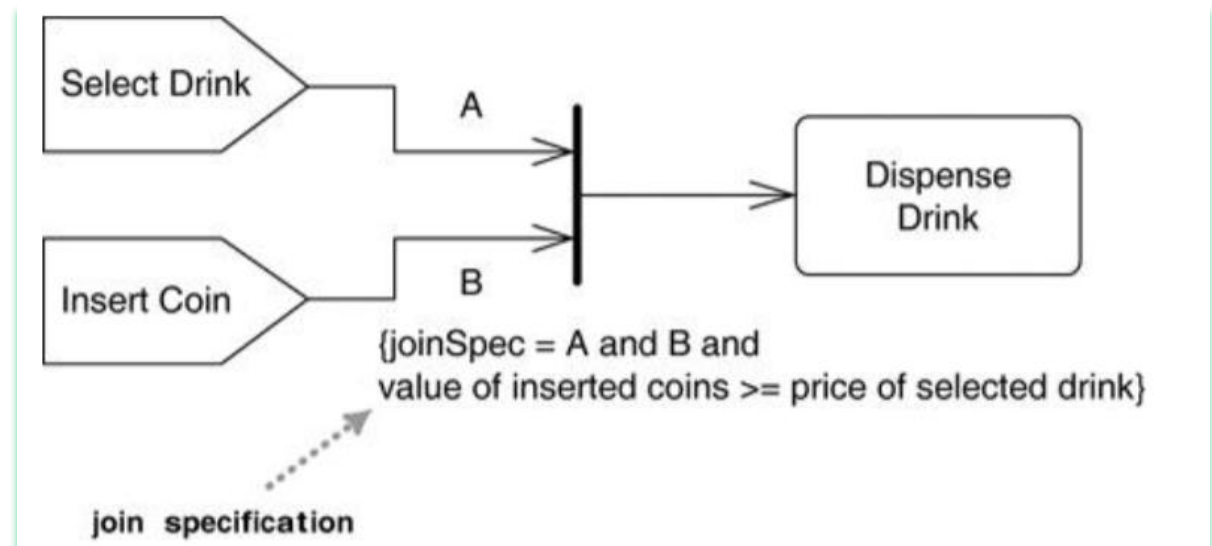 Select Drink
A
Insert Coin
B
Dispense
Drink
{joinSpec = A and B and
value of inserted coins >= price of selected drink}
join specification